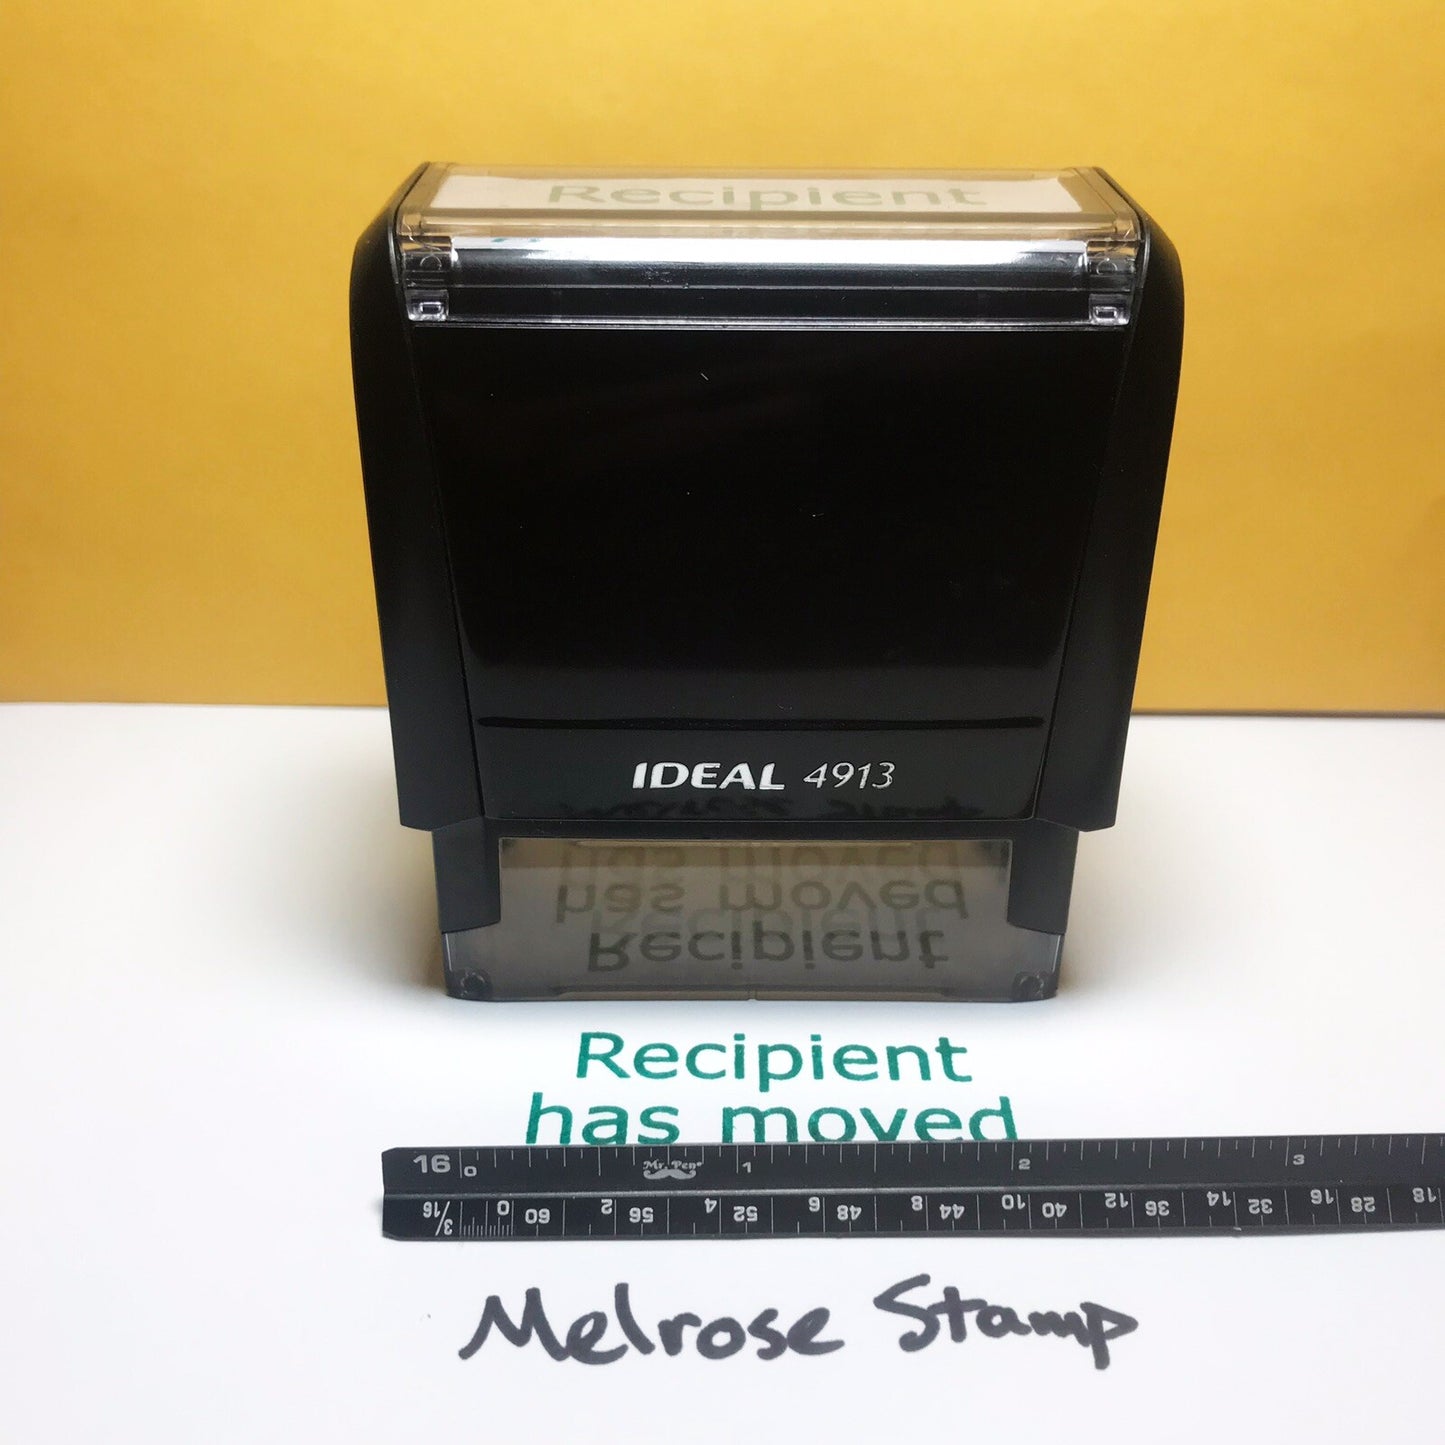 Recipient
IDEAL 4913
has moved
Recipient
Recipient
has moved
16 0 1 2 3
Mr. Pen
3/16 0 60 2 56 4 52 6 48 8 44 10 40 12 36 14 32 16 28 18
Melrose Stamp